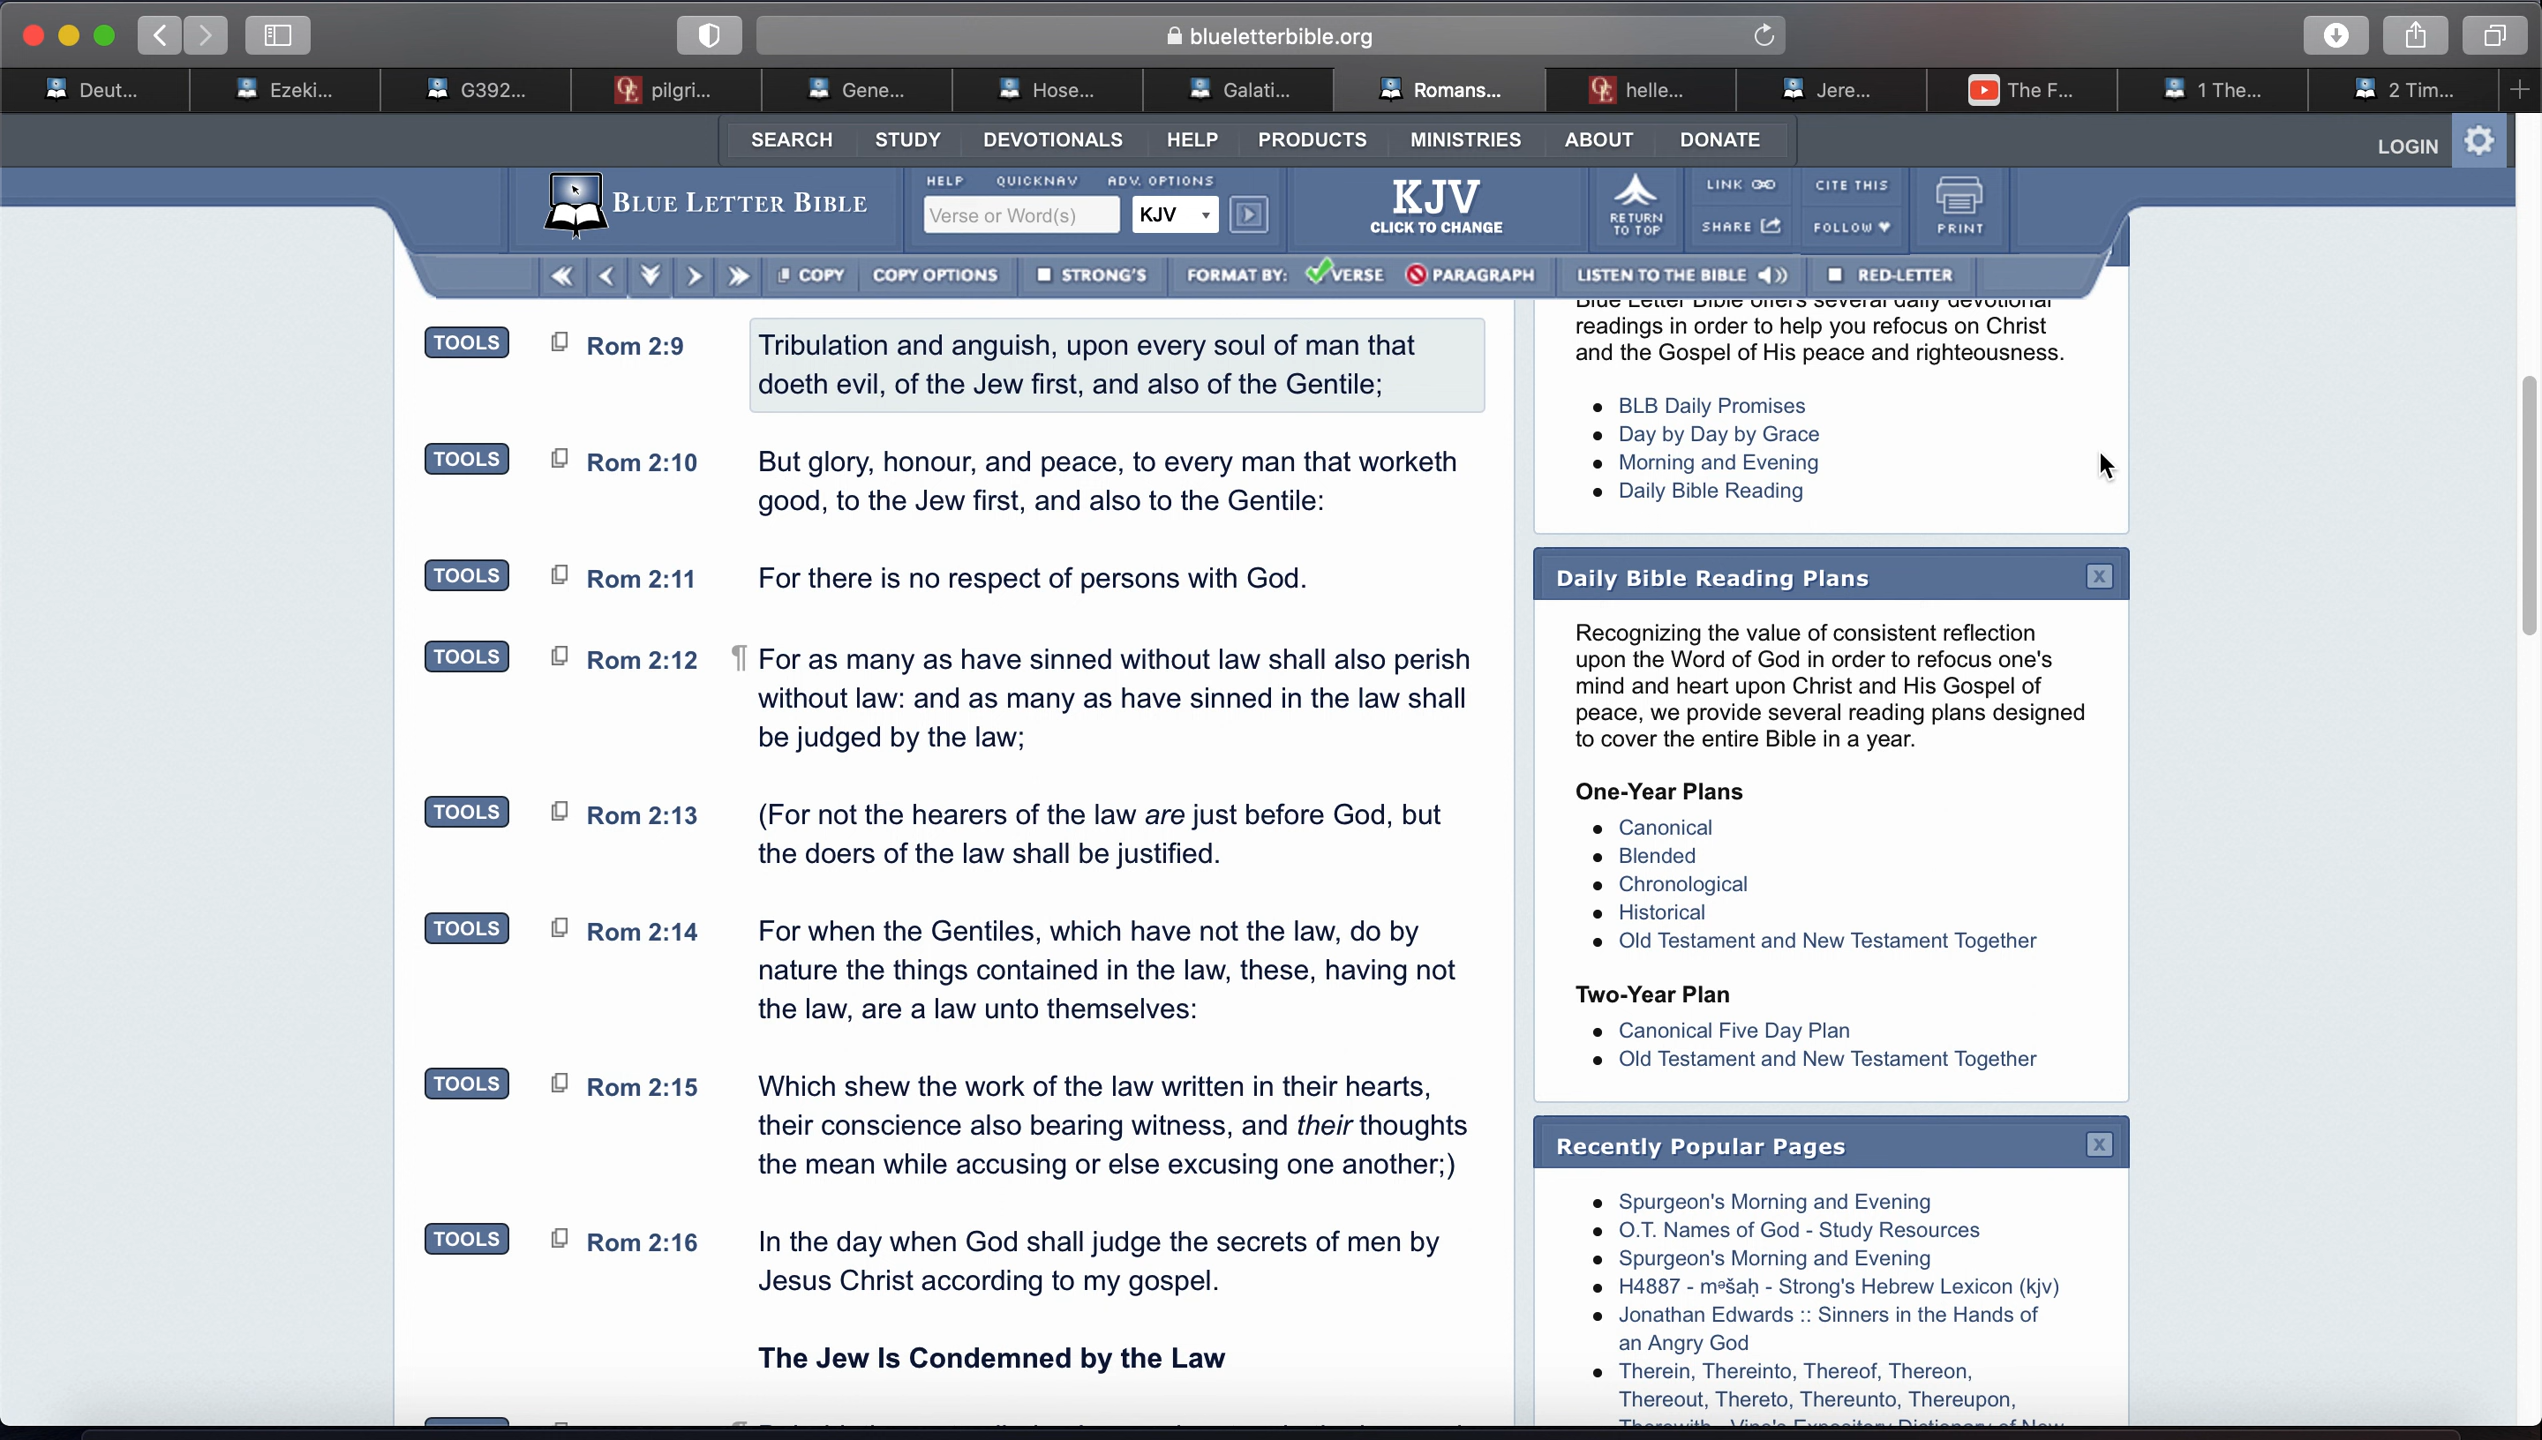 blueletterbible.org
Deut...
Ezeki...
G392...
pilgri...
Gene...
Hose...
Galati...
Romans...
helle...
Jere...
The F...
1 The...
2 Tim...
SEARCH STUDY DEVOTIONALS HELP PRODUCTS MINISTRIES ABOUT DONATE
LOGIN
BLUE LETTER BIBLE
HELP QUICKNAV ADV. OPTIONS
Verse or Word(s) KJV
KJV
CLICK TO CHANGE
RETURN
TO TOP
LINK
SHARE
CITE THIS
FOLLOW
PRINT
COPY COPY OPTIONS STRONG'S FORMAT BY: VERSE PARAGRAPH LISTEN TO THE BIBLE RED-LETTER
TOOLS Rom 2:9 Tribulation and anguish, upon every soul of man that
doeth evil, of the Jew first, and also of the Gentile;
TOOLS Rom 2:10 But glory, honour, and peace, to every man that worketh
good, to the Jew first, and also to the Gentile:
TOOLS Rom 2:11 For there is no respect of persons with God.
TOOLS Rom 2:12 ¶ For as many as have sinned without law shall also perish
without law: and as many as have sinned in the law shall
be judged by the law;
TOOLS Rom 2:13 (For not the hearers of the law are just before God, but
the doers of the law shall be justified.
TOOLS Rom 2:14 For when the Gentiles, which have not the law, do by
nature the things contained in the law, these, having not
the law, are a law unto themselves:
TOOLS Rom 2:15 Which shew the work of the law written in their hearts,
their conscience also bearing witness, and their thoughts
the mean while accusing or else excusing one another;)
TOOLS Rom 2:16 In the day when God shall judge the secrets of men by
Jesus Christ according to my gospel.
The Jew Is Condemned by the Law
Blue Letter Bible offers several daily devotional
readings in order to help you refocus on Christ
and the Gospel of His peace and righteousness.
BLB Daily Promises
Day by Day by Grace
Morning and Evening
Daily Bible Reading
Daily Bible Reading Plans X
Recognizing the value of consistent reflection
upon the Word of God in order to refocus one's
mind and heart upon Christ and His Gospel of
peace, we provide several reading plans designed
to cover the entire Bible in a year.
One-Year Plans
Canonical
Blended
Chronological
Historical
Old Testament and New Testament Together
Two-Year Plan
Canonical Five Day Plan
Old Testament and New Testament Together
Recently Popular Pages X
Spurgeon's Morning and Evening
O.T. Names of God - Study Resources
Spurgeon's Morning and Evening
H4887 - mᵊšaḥ - Strong's Hebrew Lexicon (kjv)
Jonathan Edwards :: Sinners in the Hands of
an Angry God
Therein, Thereinto, Thereof, Thereon,
Thereout, Thereto, Thereunto, Thereupon,
Therewith - Vine's Expository Dictionary of New